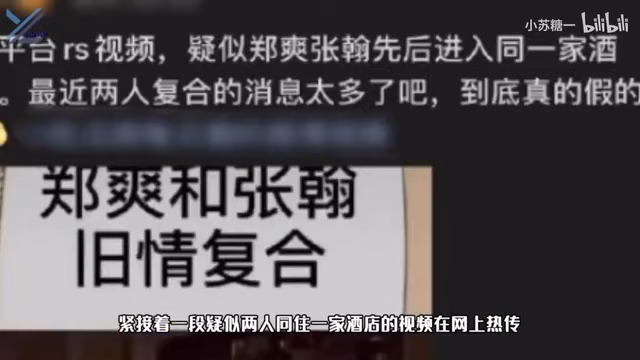 小苏糖一 bilibili
平台rs视频，疑似郑爽张翰先后进入同一家酒
。最近两人复合的消息太多了吧，到底真的假的
郑爽和张翰
旧情复合
紧接着一段疑似两人同住一家酒店的视频在网上热传